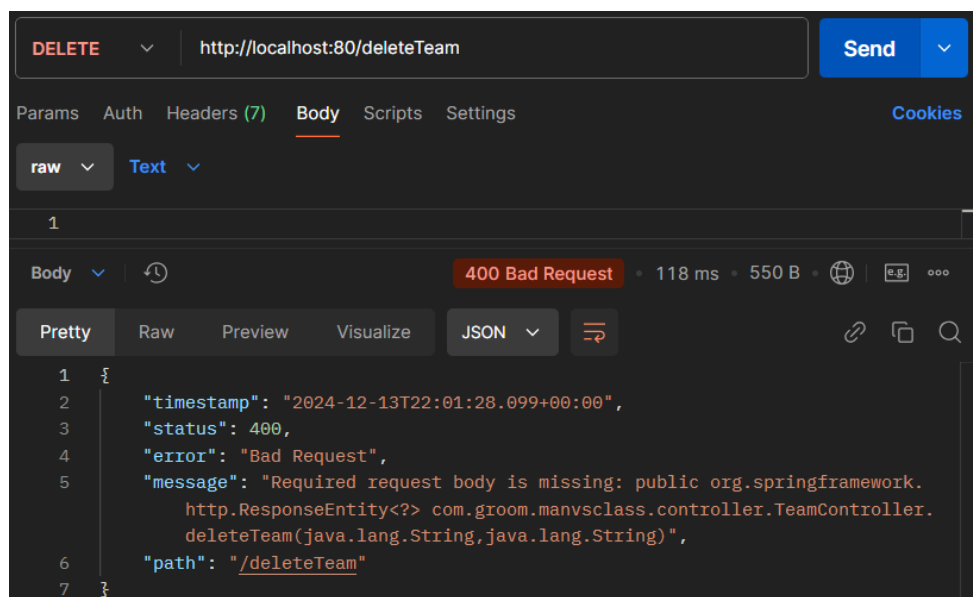 DELETE http://localhost:80/deleteTeam Send
Params Auth Headers (7) Body Scripts Settings Cookies
raw Text
1
Body 400 Bad Request 118 ms 550 B e.g.
Pretty Raw Preview Visualize JSON
1 {
2 "timestamp": "2024-12-13T22:01:28.099+00:00",
3 "status": 400,
4 "error": "Bad Request",
5 "message": "Required request body is missing: public org.springframework.
http.ResponseEntity<?> com.groom.manvsclass.controller.TeamController.
deleteTeam(java.lang.String,java.lang.String)",
6 "path": "/deleteTeam"
7 }